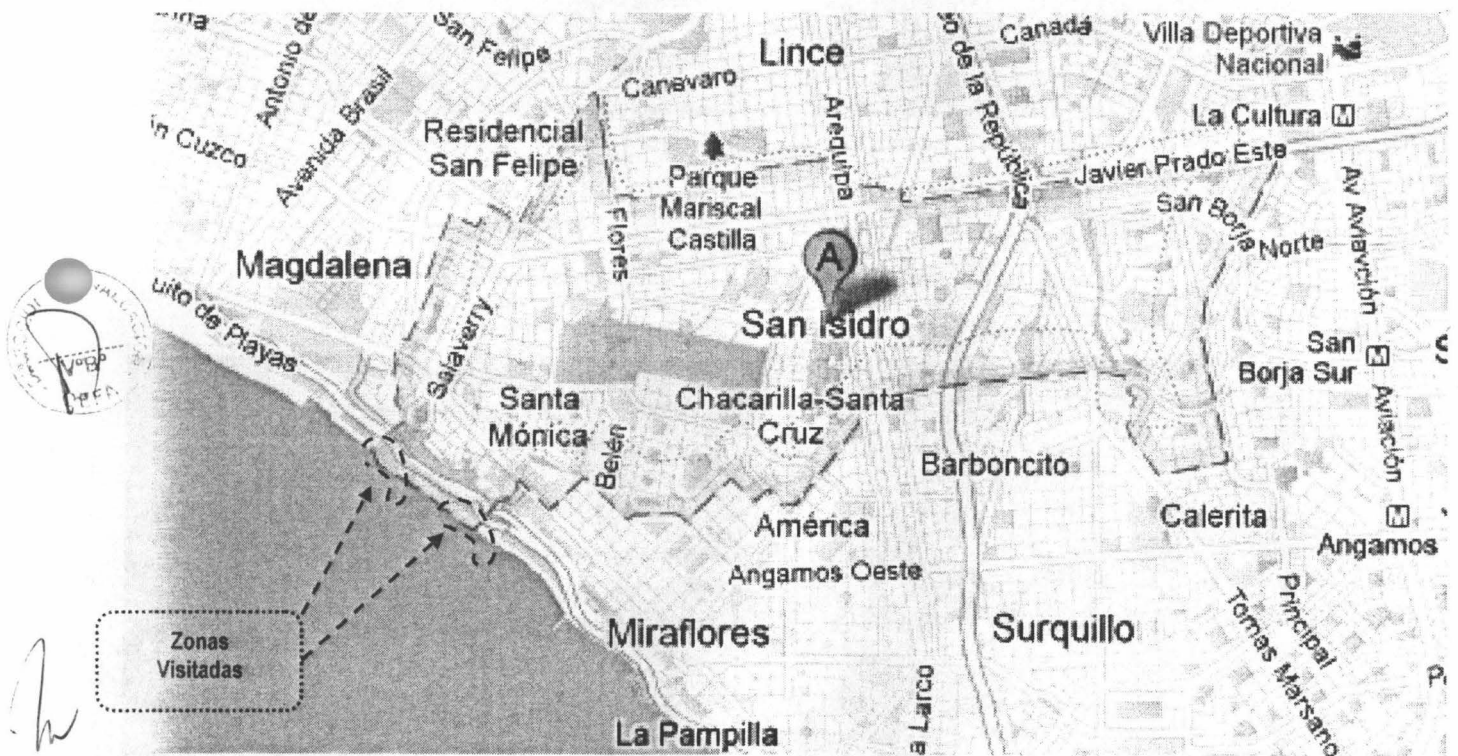 San Felipe
Lince
Canadá
Villa Deportiva
Nacional
Antonio de
Canevaro
La Cultura
Avenida Brasil
Residencial
San Felipe
Arequipa
o de la República
ín Cuzco
Javier Prado Este
Parque
Mariscal
Castilla
Flores
San Borja
Norte
Av Aviavción
Magdalena
A
uito de Playas
Salaverry
San Isidro
San
Borja Sur
S
VºBº
Santa
Mónica
Belén
Chacarilla-Santa
Cruz
Barboncito
Aviación
América
Calerita
Angamos
Angamos Oeste
Zonas
Visitadas
Miraflores
Surquillo
Principal
Tomas Marsano
a Larco
La Pampilla